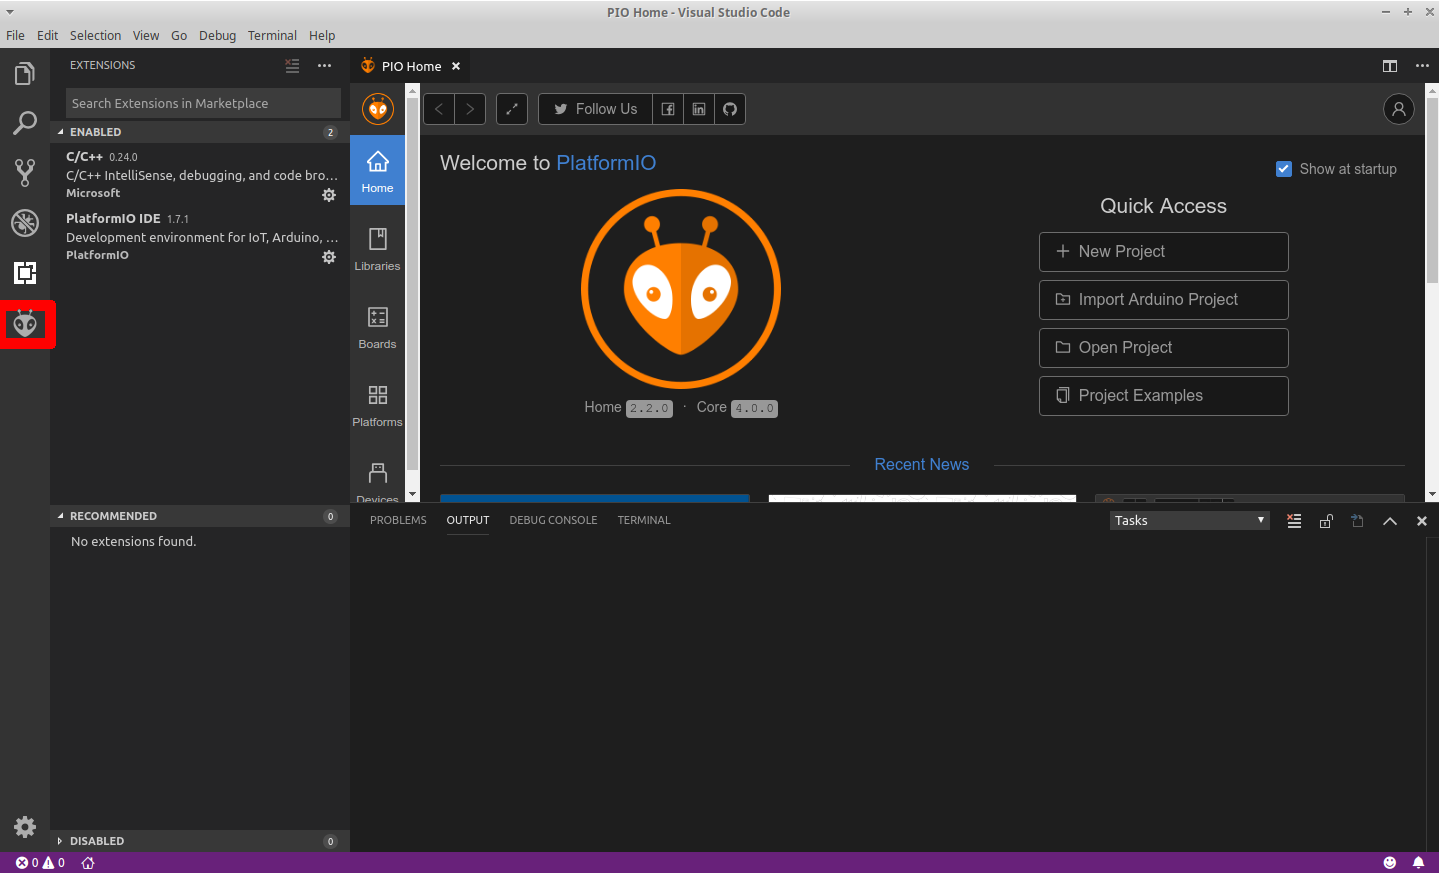 PIO Home - Visual Studio Code
File Edit Selection View Go Debug Terminal Help
EXTENSIONS
Search Extensions in Marketplace
ENABLED 2
C/C++ 0.24.0
C/C++ IntelliSense, debugging, and code bro...
Microsoft
PlatformIO IDE 1.7.1
Development environment for IoT, Arduino, ...
PlatformIO
RECOMMENDED 0
No extensions found.
DISABLED 0
PIO Home
Home
Libraries
Boards
Platforms
Devices
Follow Us
Welcome to PlatformIO
Show at startup
Home 2.2.0 · Core 4.0.0
Quick Access
New Project
Import Arduino Project
Open Project
Project Examples
Recent News
PROBLEMS OUTPUT DEBUG CONSOLE TERMINAL
Tasks
0 0